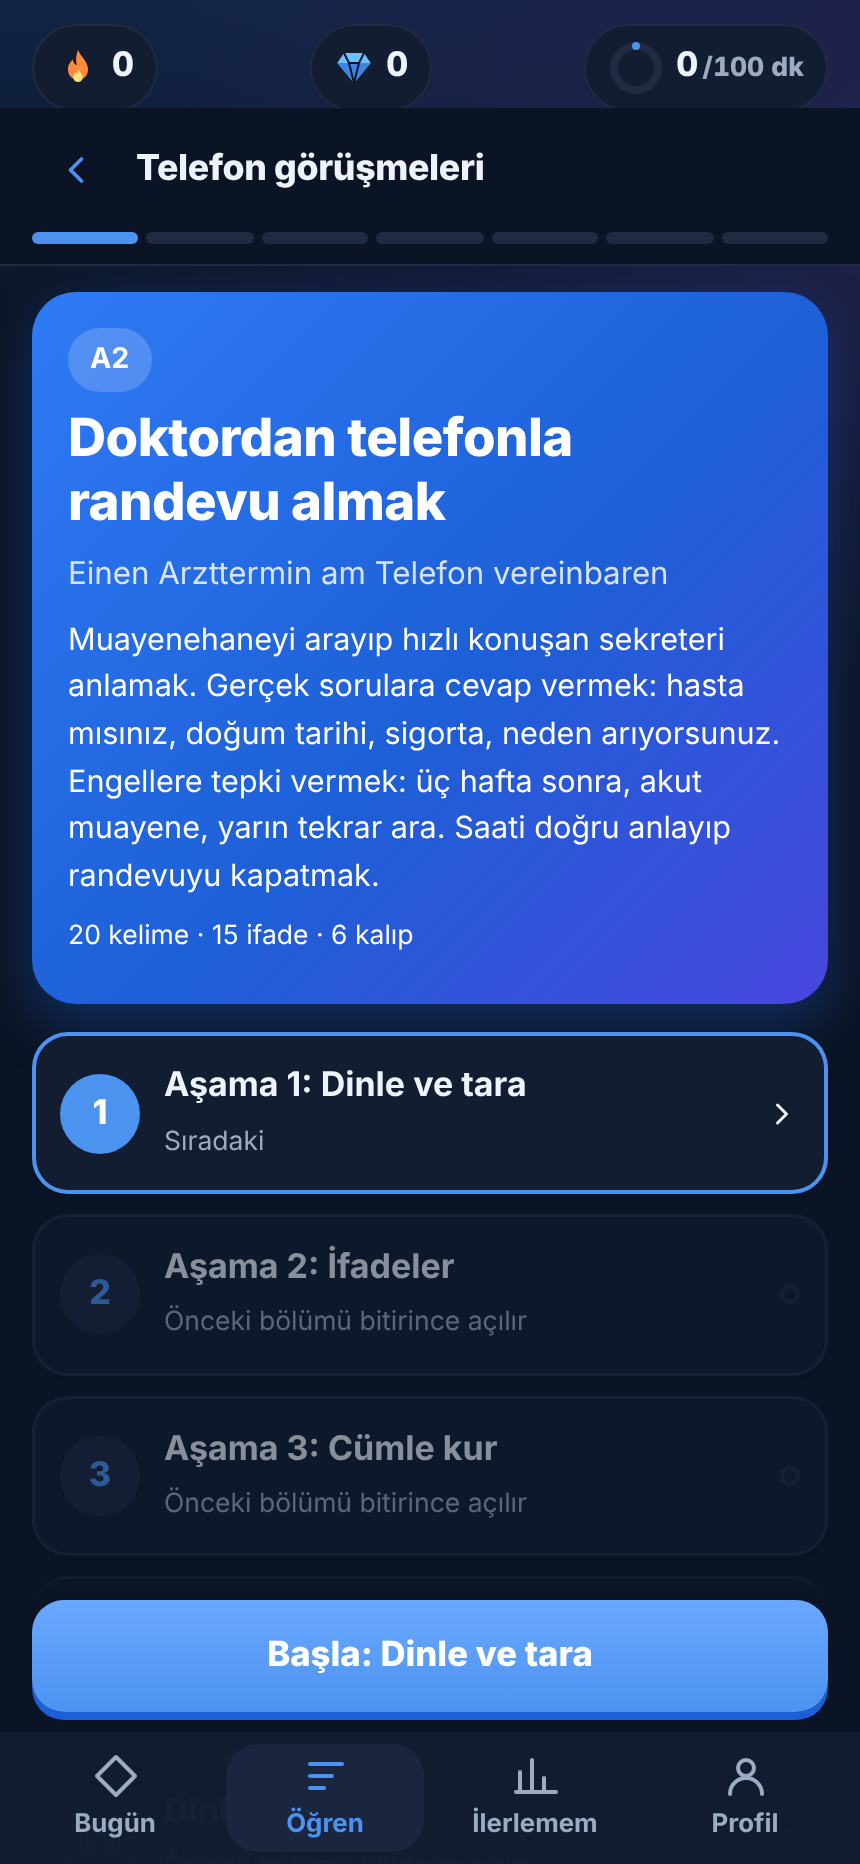 0
0
0/100 dk
Telefon görüşmeleri
A2
Doktordan telefonla
randevu almak
Einen Arzttermin am Telefon vereinbaren
Muayenehaneyi arayıp hızlı konuşan sekreteri
anlamak. Gerçek sorulara cevap vermek: hasta
mısınız, doğum tarihi, sigorta, neden arıyorsunuz.
Engellere tepki vermek: üç hafta sonra, akut
muayene, yarın tekrar ara. Saati doğru anlayıp
randevuyu kapatmak.
20 kelime · 15 ifade · 6 kalıp
1
Aşama 1: Dinle ve tara
Sıradaki
2
Aşama 2: İfadeler
Önceki bölümü bitirince açılır
3
Aşama 3: Cümle kur
Önceki bölümü bitirince açılır
Başla: Dinle ve tara
Bugün
Öğren
İlerlemem
Profil